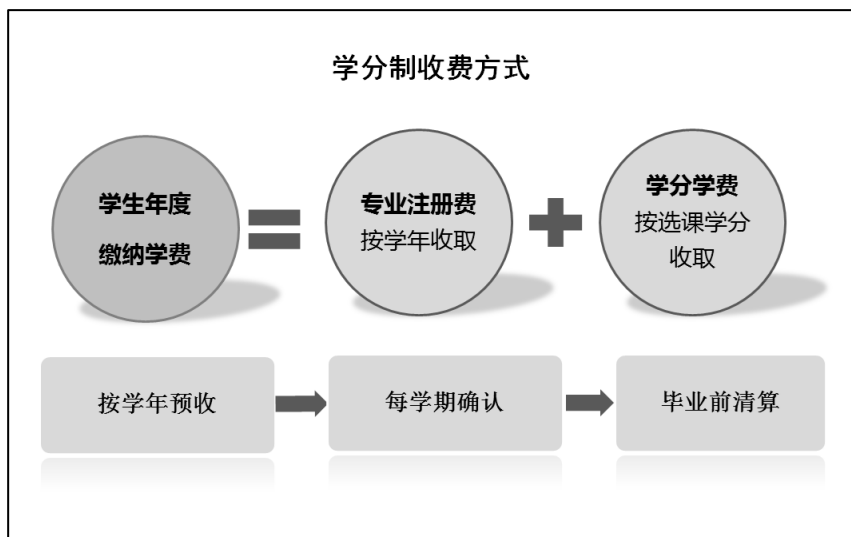 学分制收费方式
学生年度
缴纳学费
=
专业注册费
按学年收取
+
学分学费
按选课学分
收取
按学年预收
每学期确认
毕业前清算